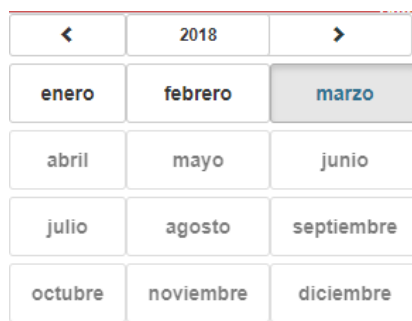 2018
enero febrero marzo
abril mayo junio
julio agosto septiembre
octubre noviembre diciembre